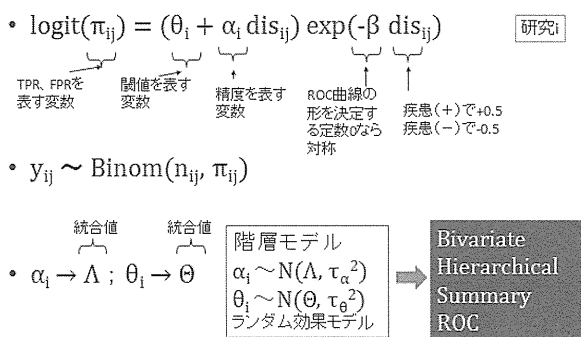 • logit(π_ij) = (θ_i + α_i dis_ij) exp(-β dis_ij)
研究i
TPR、FPRを
表す変数
閾値を表す
変数
精度を表す
変数
ROC曲線の
形を決定す
る定数0なら
対称
疾患(+)で+0.5
疾患(-)で-0.5
• y_ij ～ Binom(n_ij, π_ij)
統合値
統合値
• α_i → Λ ; θ_i → Θ
階層モデル
α_i～N(Λ, τ_α²)
θ_i～N(Θ, τ_θ²)
ランダム効果モデル
Bivariate
Hierarchical
Summary
ROC